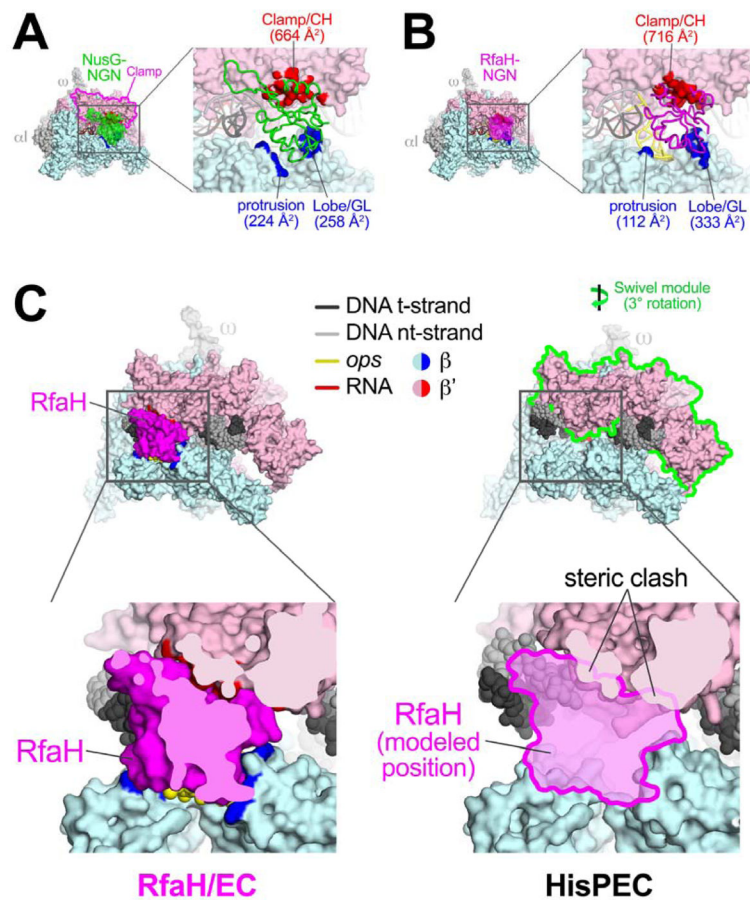 A
NusG-
NGN
Clamp
ω
αI
Clamp/CH
(664 Å²)
protrusion
(224 Å²)
Lobe/GL
(258 Å²)
B
RfaH-
NGN
ω
αI
Clamp/CH
(716 Å²)
protrusion
(112 Å²)
Lobe/GL
(333 Å²)
C
ω
RfaH
DNA t-strand
DNA nt-strand
ops
β
RNA
β'
Swivel module
(3° rotation)
ω
RfaH
steric clash
RfaH
(modeled
position)
RfaH/EC
HisPEC